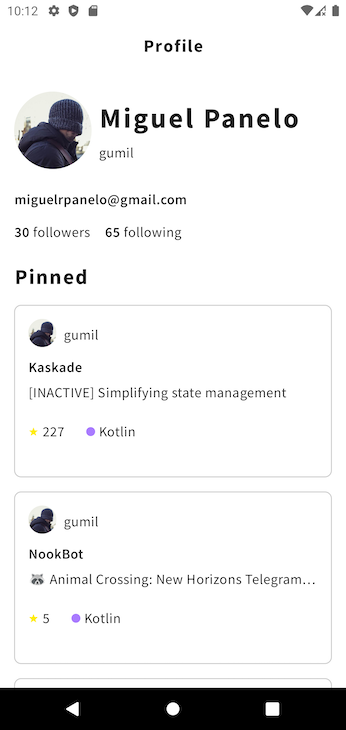 10:12
Profile
Miguel Panelo
gumil
miguelrpanelo@gmail.com
30 followers 65 following
Pinned
gumil
Kaskade
[INACTIVE] Simplifying state management
★ 227 Kotlin
gumil
NookBot
🦝 Animal Crossing: New Horizons Telegram...
★ 5 Kotlin